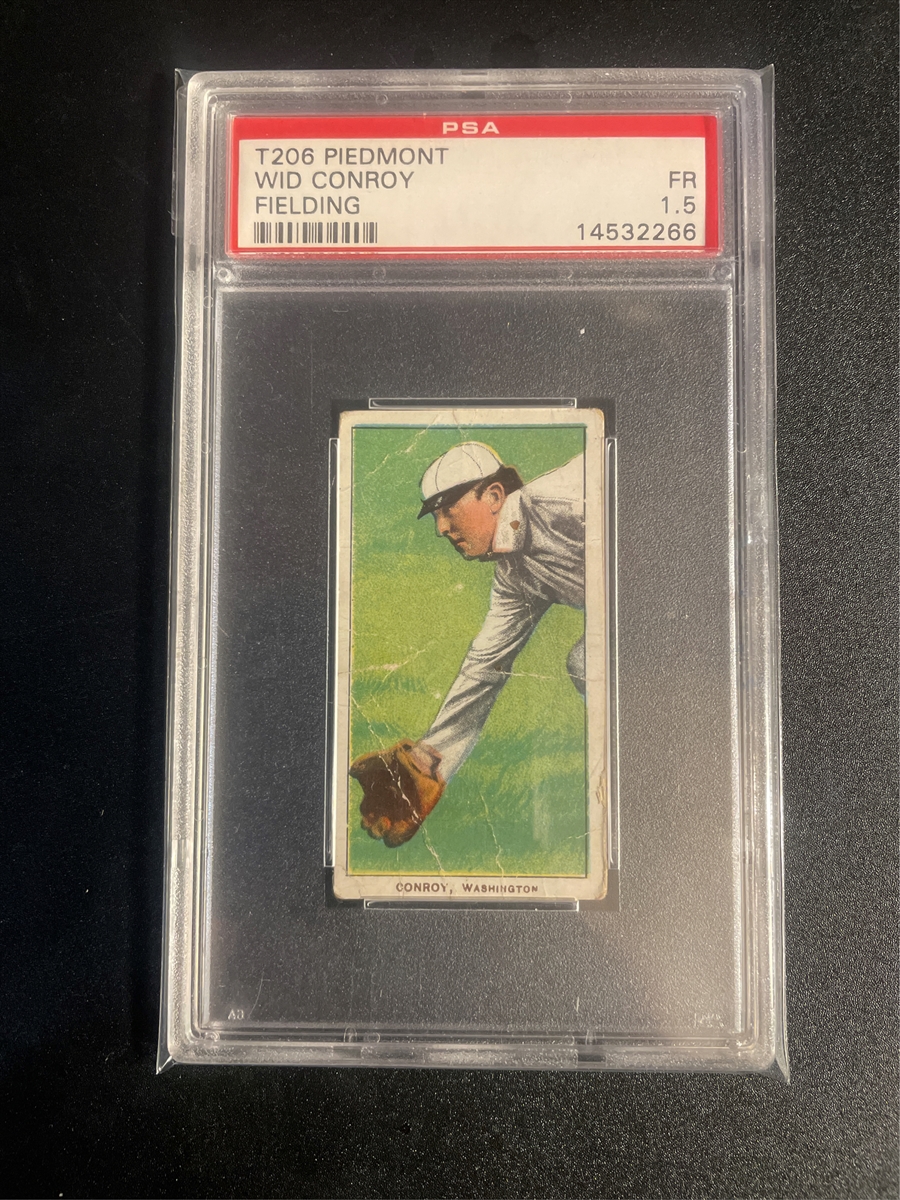 PSA
T206 PIEDMONT
WID CONROY FR
FIELDING 1.5
14532266
CONROY, WASHINGTON